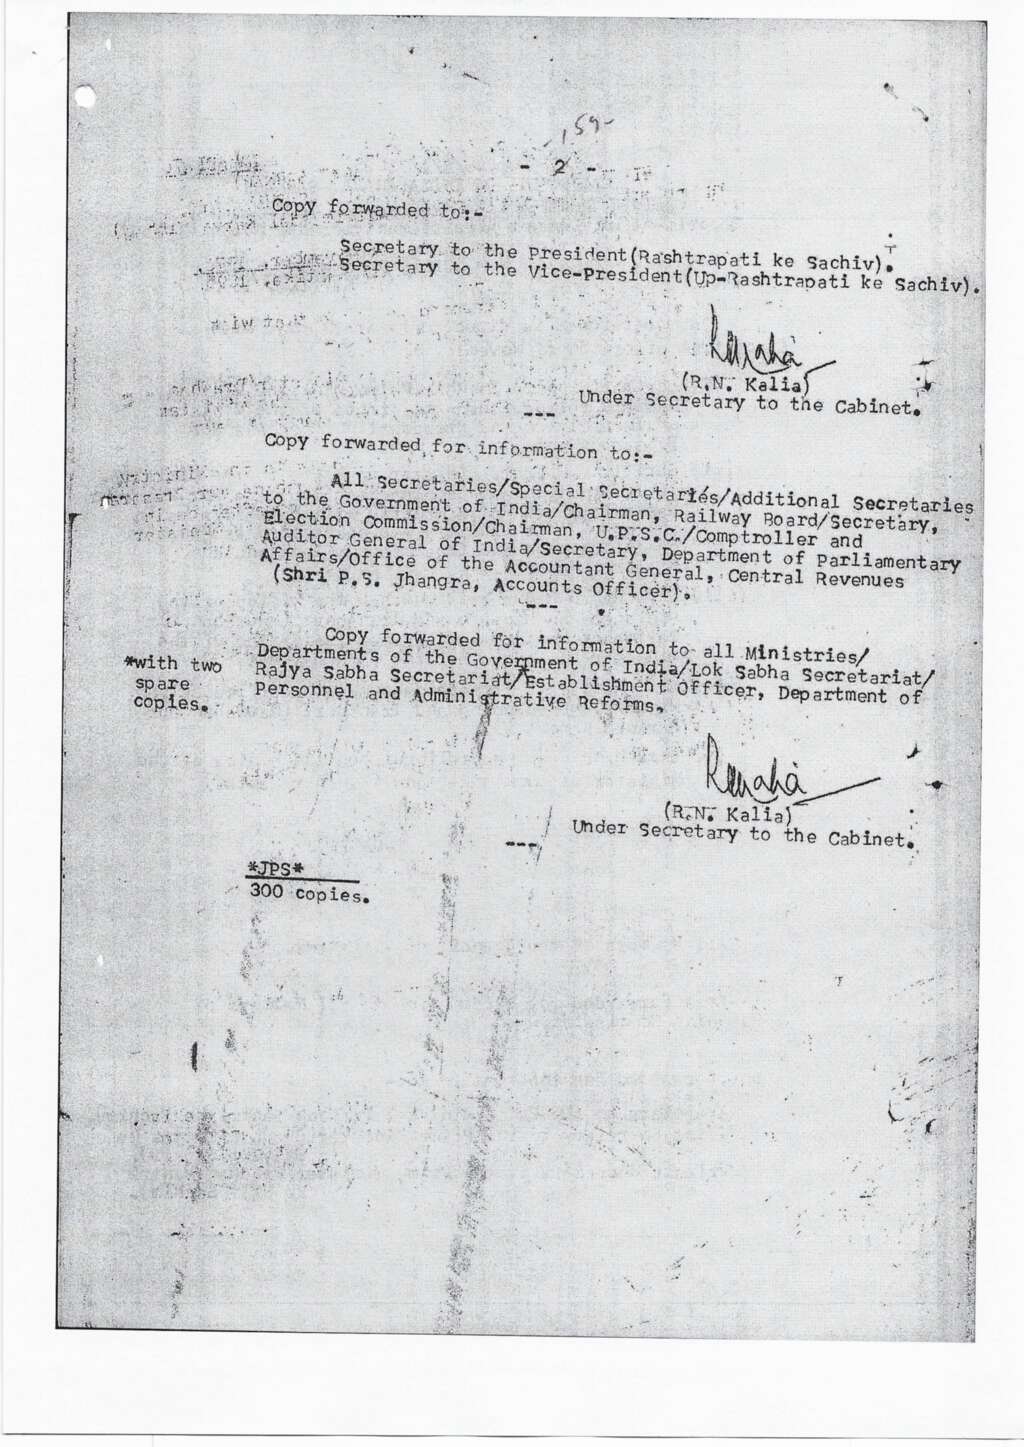 159-
- 2 -
Copy forwarded to:-
Secretary to the President(Rashtrapati ke Sachiv).
Secretary to the Vice-President(Up-Rashtrapati ke Sachiv).
(R.N. Kalia)
Under Secretary to the Cabinet.
---
Copy forwarded for information to:-
All Secretaries/Special Secretaries/Additional Secretaries
to the Government of India/Chairman, Railway Board/Secretary,
Election Commission/Chairman, U.P.S.C./Comptroller and
Auditor General of India/Secretary, Department of Parliamentary
Affairs/Office of the Accountant General, Central Revenues
(Shri P.S. Jhangra, Accounts Officer).
---
Copy forwarded for information to all Ministries/
Departments of the Government of India/Lok Sabha Secretariat/
Rajya Sabha Secretariat/*Establishment Officer, Department of
Personnel and Administrative Reforms.
*with two
spare
copies.
(R.N. Kalia)
Under Secretary to the Cabinet.
---
*JPS*
300 copies.